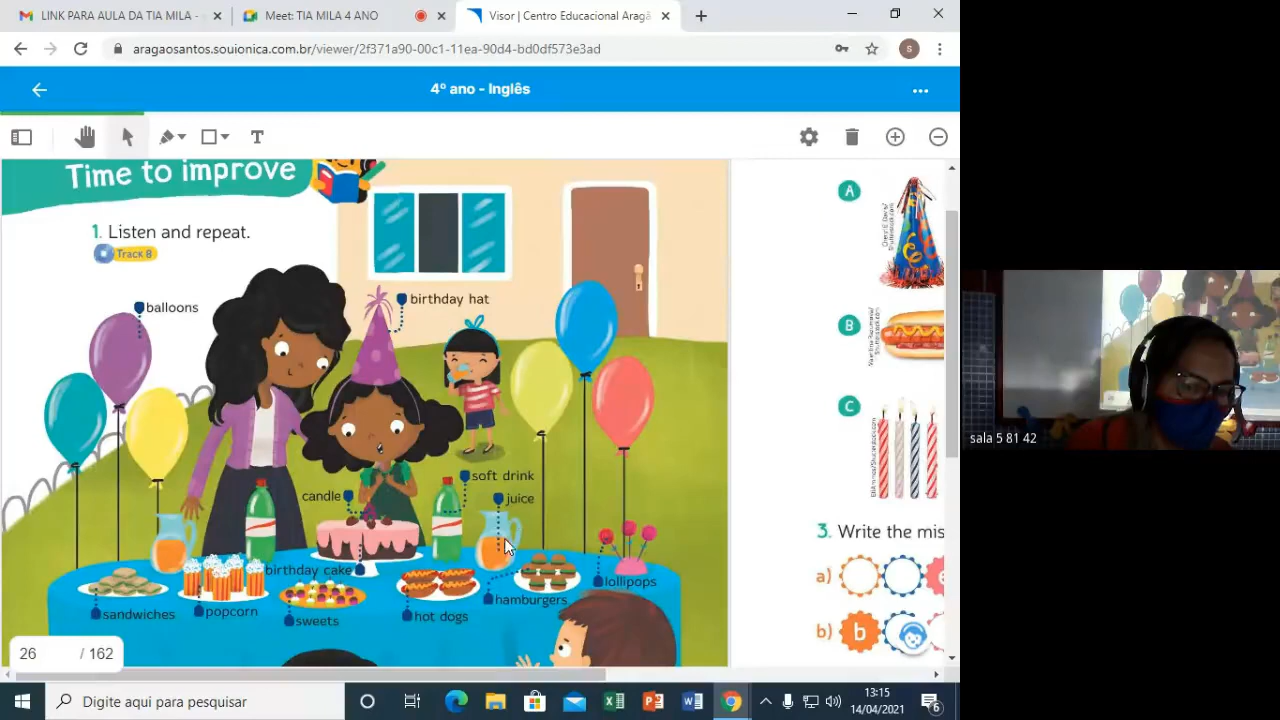 LINK PARA AULA DA TIA MILA -
Meet: TIA MILA 4 ANO
Visor | Centro Educacional Aragã
aragaosantos.souionica.com.br/viewer/2f371a90-00c1-11ea-90d4-bd0df573e3ad
S
4º ano - Inglês
T
Time to improve
1. Listen and repeat.
Track 8
balloons
birthday hat
candle
soft drink
juice
birthday cake
sandwiches
popcorn
sweets
hot dogs
hamburgers
lollipops
A
B
C
Shutterstock.com
3. Write the mis
a)
b) b
26 / 162
sala 5 81 42
Digite aqui para pesquisar
13:15
14/04/2021
6